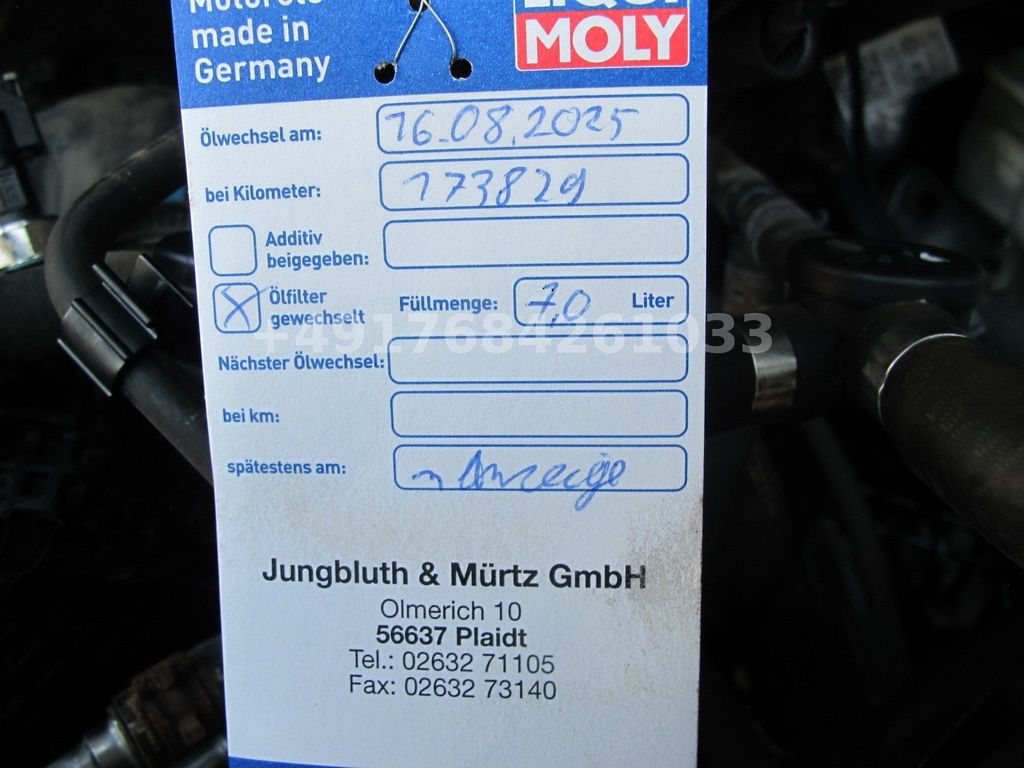 made in
Germany
LIQUI
MOLY
Ölwechsel am: 16.08.2025
bei Kilometer: 173829
Additiv
beigegeben:
Ölfilter
gewechselt
Füllmenge: 7,0 Liter
+4917684261033
Nächster Ölwechsel:
bei km:
spätestens am: n Anzeige
Jungbluth & Mürtz GmbH
Olmerich 10
56637 Plaidt
Tel.: 02632 71105
Fax: 02632 73140